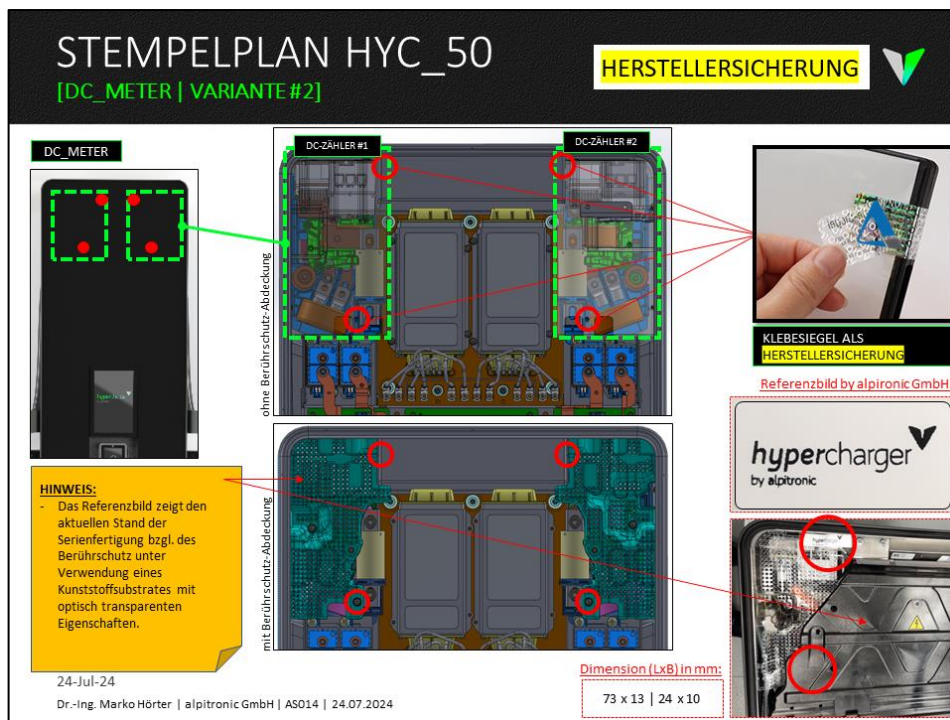 STEMPELPLAN HYC_50
[DC_METER | VARIANTE #2]
HERSTELLERSICHERUNG
DC_METER
DC-ZÄHLER #1
DC-ZÄHLER #2
ohne Berührschutz-Abdeckung
KLEBESIEGEL ALS
HERSTELLERSICHERUNG
Referenzbild by alpironic GmbH
hypercharger
by alpitronic
HINWEIS:
- Das Referenzbild zeigt den
aktuellen Stand der
Serienfertigung bzgl. des
Berührschutz unter
Verwendung eines
Kunststoffsubstrates mit
optisch transparenten
Eigenschaften.
mit Berührschutz-Abdeckung
Dimension (LxB) in mm:
73 x 13 | 24 x 10
24-Jul-24
Dr.-Ing. Marko Hörter | alpitronic GmbH | AS014 | 24.07.2024